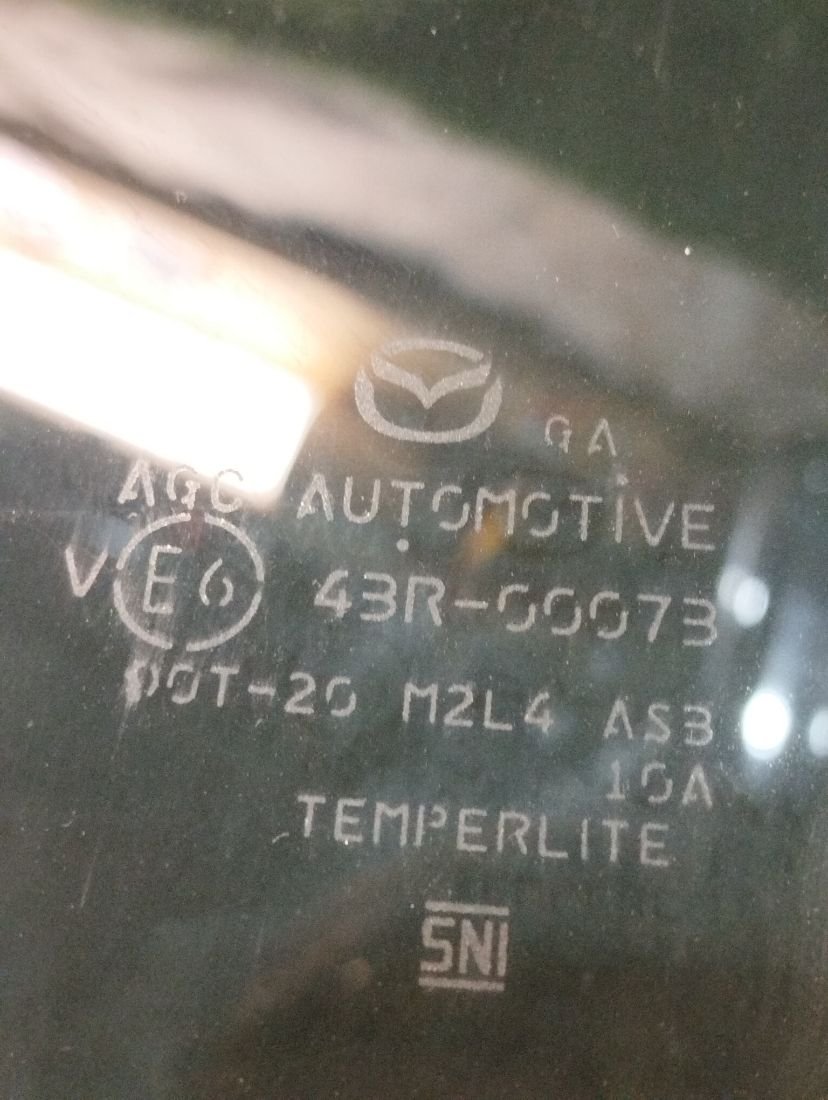 GA
AGC AUTOMOTIVE
V E6 43R-00073
DOT-20 M2L4 AS3
10A
TEMPERLITE
SNI